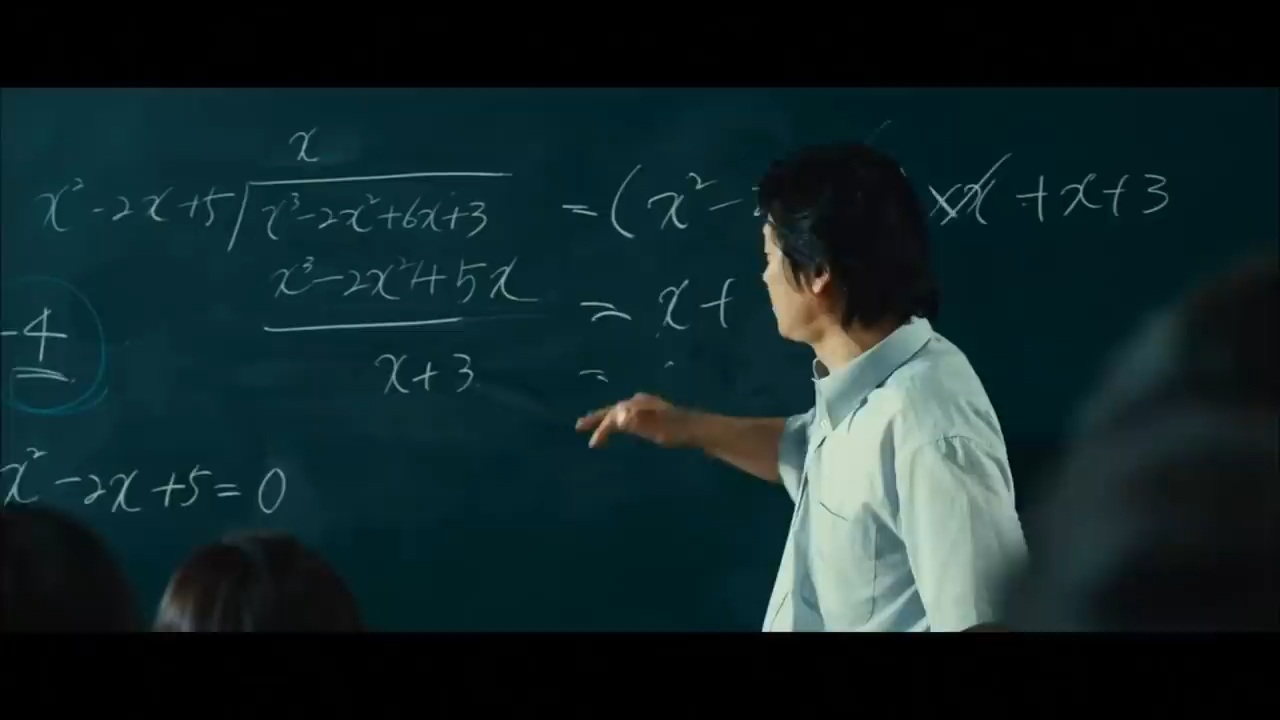 x
x² - 2x + 5 ) x³ - 2x² + 6x + 3
x³ - 2x² + 5x
x + 3
= (x² - x x + x + 3
= x +
=
-4
x² - 2x + 5 = 0